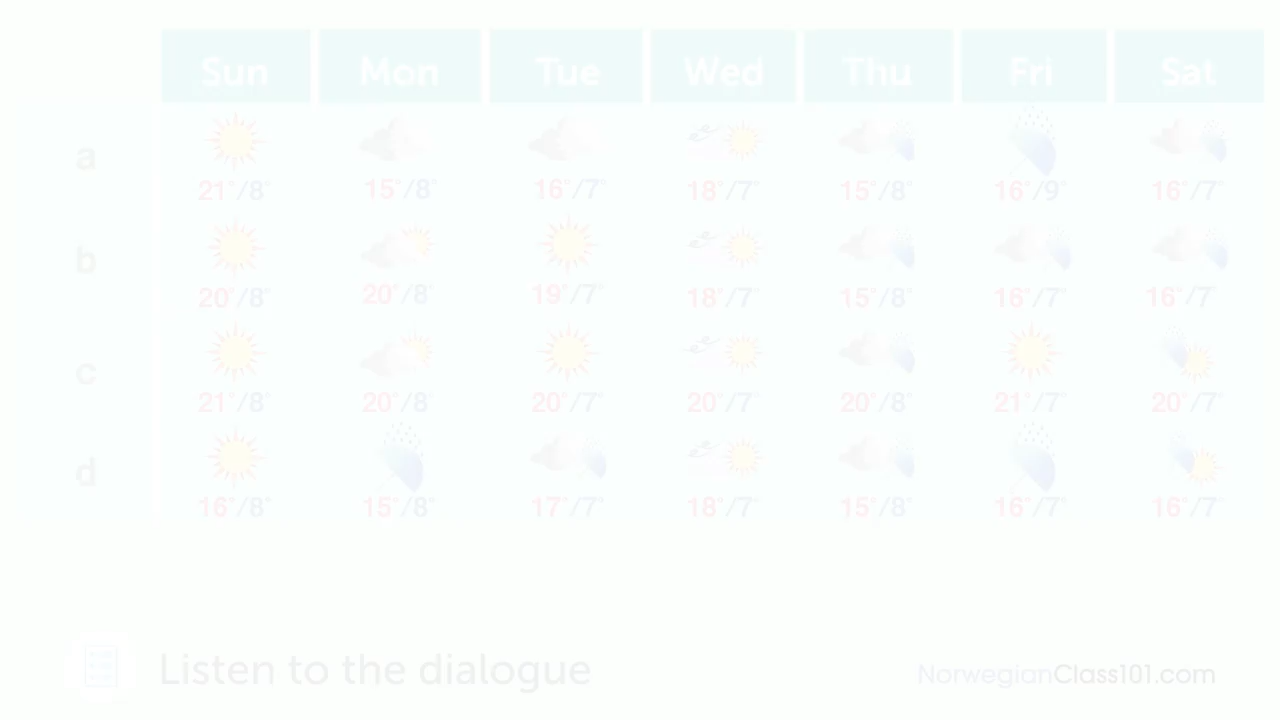 Sun Mon Tue Wed Thu Fri Sat
a
21°/8° 15°/8° 16°/7° 18°/7° 15°/8° 16°/9° 16°/7°
b
20°/8° 20°/8° 19°/7° 18°/7° 15°/8° 16°/7° 16°/7°
c
21°/8° 20°/8° 20°/7° 20°/7° 20°/8° 21°/7° 20°/7°
d
16°/8° 15°/8° 17°/7° 18°/7° 15°/8° 16°/7° 16°/7°
Listen to the dialogue
NorwegianClass101.com